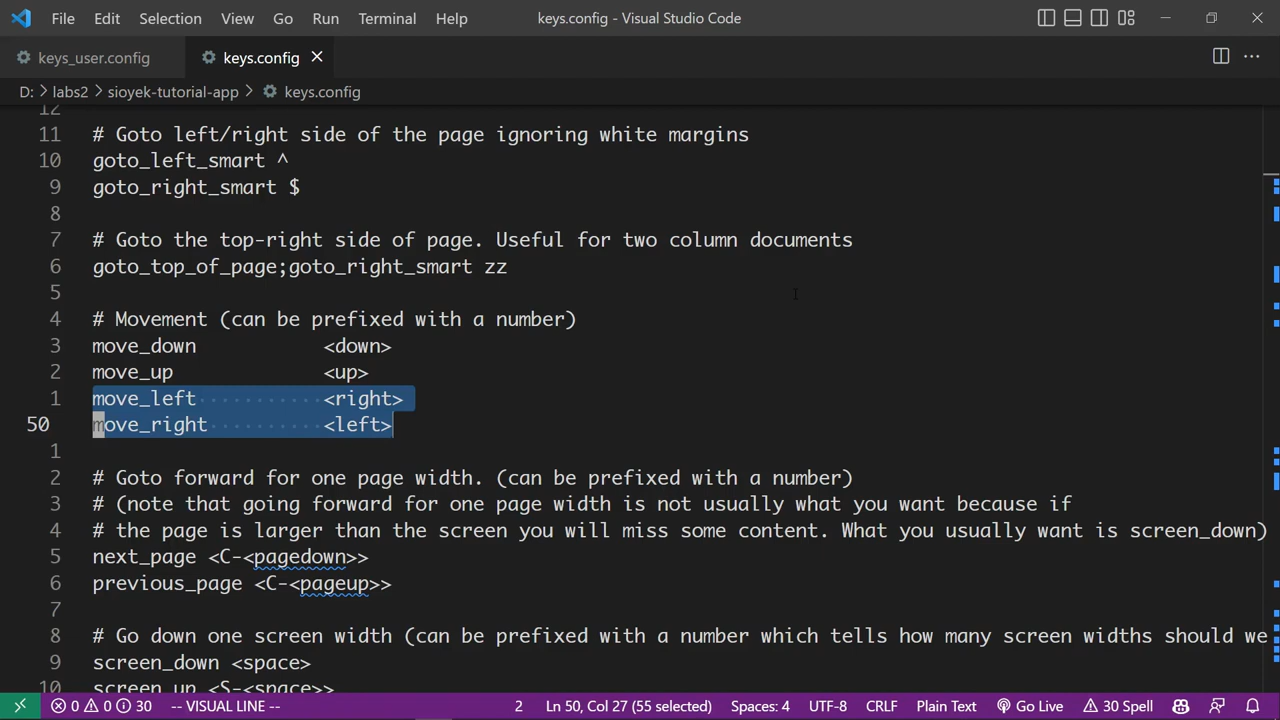 File Edit Selection View Go Run Terminal Help keys.config - Visual Studio Code
keys_user.config keys.config
D: > labs2 > sioyek-tutorial-app > keys.config
12
11 # Goto left/right side of the page ignoring white margins
10 goto_left_smart ^
9 goto_right_smart $
8
7 # Goto the top-right side of page. Useful for two column documents
6 goto_top_of_page;goto_right_smart zz
5
4 # Movement (can be prefixed with a number)
3 move_down <down>
2 move_up <up>
1 move_left <right>
50 move_right <left>
1
2 # Goto forward for one page width. (can be prefixed with a number)
3 # (note that going forward for one page width is not usually what you want because if
4 # the page is larger than the screen you will miss some content. What you usually want is screen_down)
5 next_page <C-<pagedown>>
6 previous_page <C-<pageup>>
7
8 # Go down one screen width (can be prefixed with a number which tells how many screen widths should we
9 screen_down <space>
10 screen_up <S-<space>>
0 0 30 -- VISUAL LINE -- 2 Ln 50, Col 27 (55 selected) Spaces: 4 UTF-8 CRLF Plain Text Go Live 30 Spell